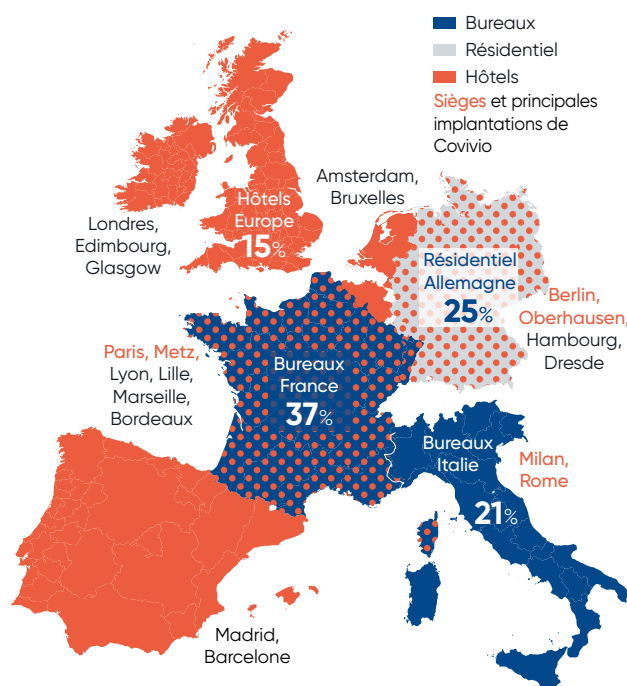 Bureaux
Résidentiel
Hôtels
Sièges et principales
implantations de
Covivio
Amsterdam,
Bruxelles
Hôtels
Europe
15%
Londres,
Edimbourg,
Glasgow
Résidentiel
Allemagne
25%
Berlin,
Oberhausen,
Hambourg,
Dresde
Paris, Metz,
Lyon, Lille,
Marseille,
Bordeaux
Bureaux
France
37%
Bureaux
Italie
21%
Milan,
Rome
Madrid,
Barcelone